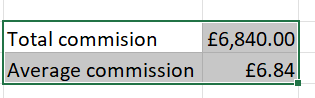 Total commision £6,840.00
Average commission £6.84